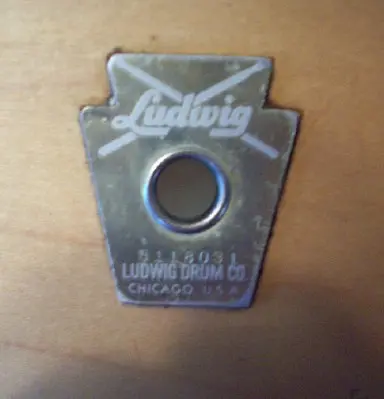 Ludwig
5118031
LUDWIG DRUM CO.
CHICAGO U.S.A.